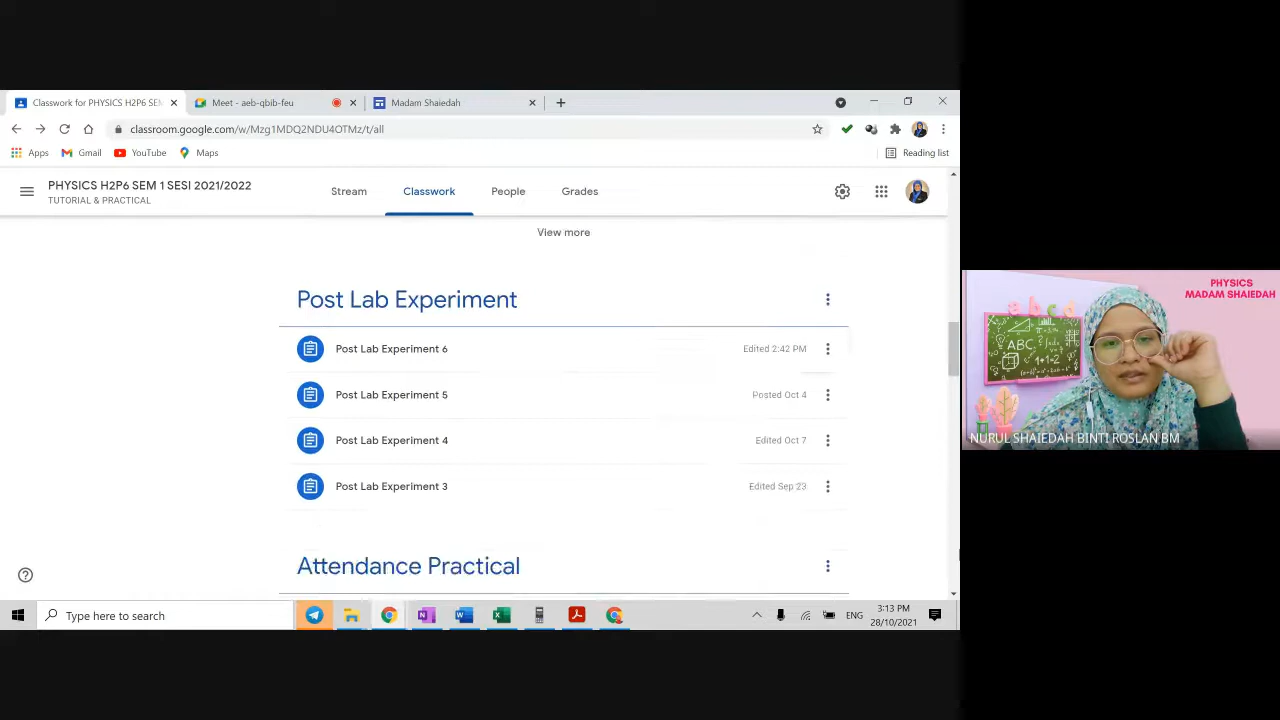 Classwork for PHYSICS H2P6 SEM
Meet - aeb-qbib-feu
Madam Shaiedah
classroom.google.com/w/Mzg1MDQ2NDU4OTMz/t/all
Apps
Gmail
YouTube
Maps
Reading list
PHYSICS H2P6 SEM 1 SESI 2021/2022
TUTORIAL & PRACTICAL
Stream
Classwork
People
Grades
View more
Post Lab Experiment
Post Lab Experiment 6
Edited 2:42 PM
Post Lab Experiment 5
Posted Oct 4
Post Lab Experiment 4
Edited Oct 7
Post Lab Experiment 3
Edited Sep 23
Attendance Practical
Type here to search
ENG
3:13 PM
28/10/2021
PHYSICS
MADAM SHAIEDAH
a b c d
ABC
1+1=2
NURUL SHAIEDAH BINTI ROSLAN BM